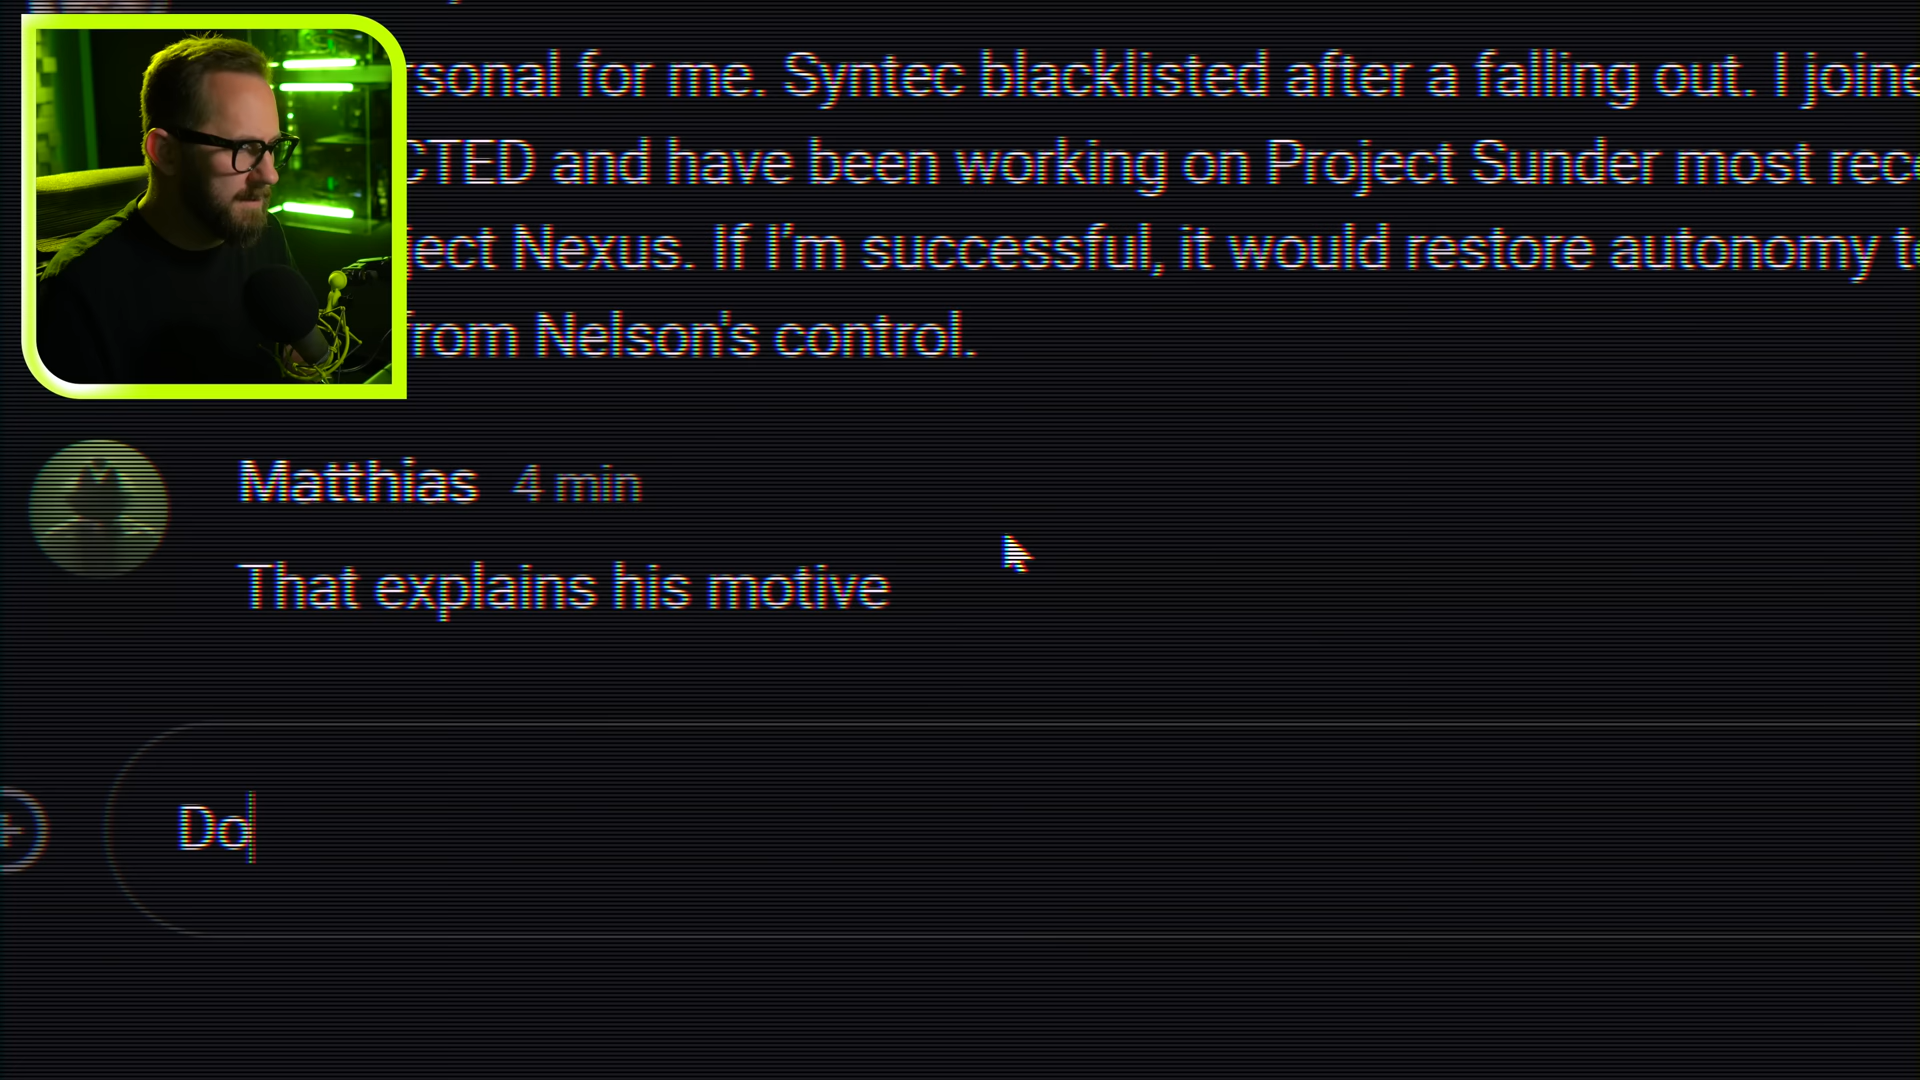 rsonal for me. Syntec blacklisted after a falling out. I joine
CTED and have been working on Project Sunder most rece
ject Nexus. If I'm successful, it would restore autonomy t
from Nelson's control.
Matthias 4 min
That explains his motive
Do